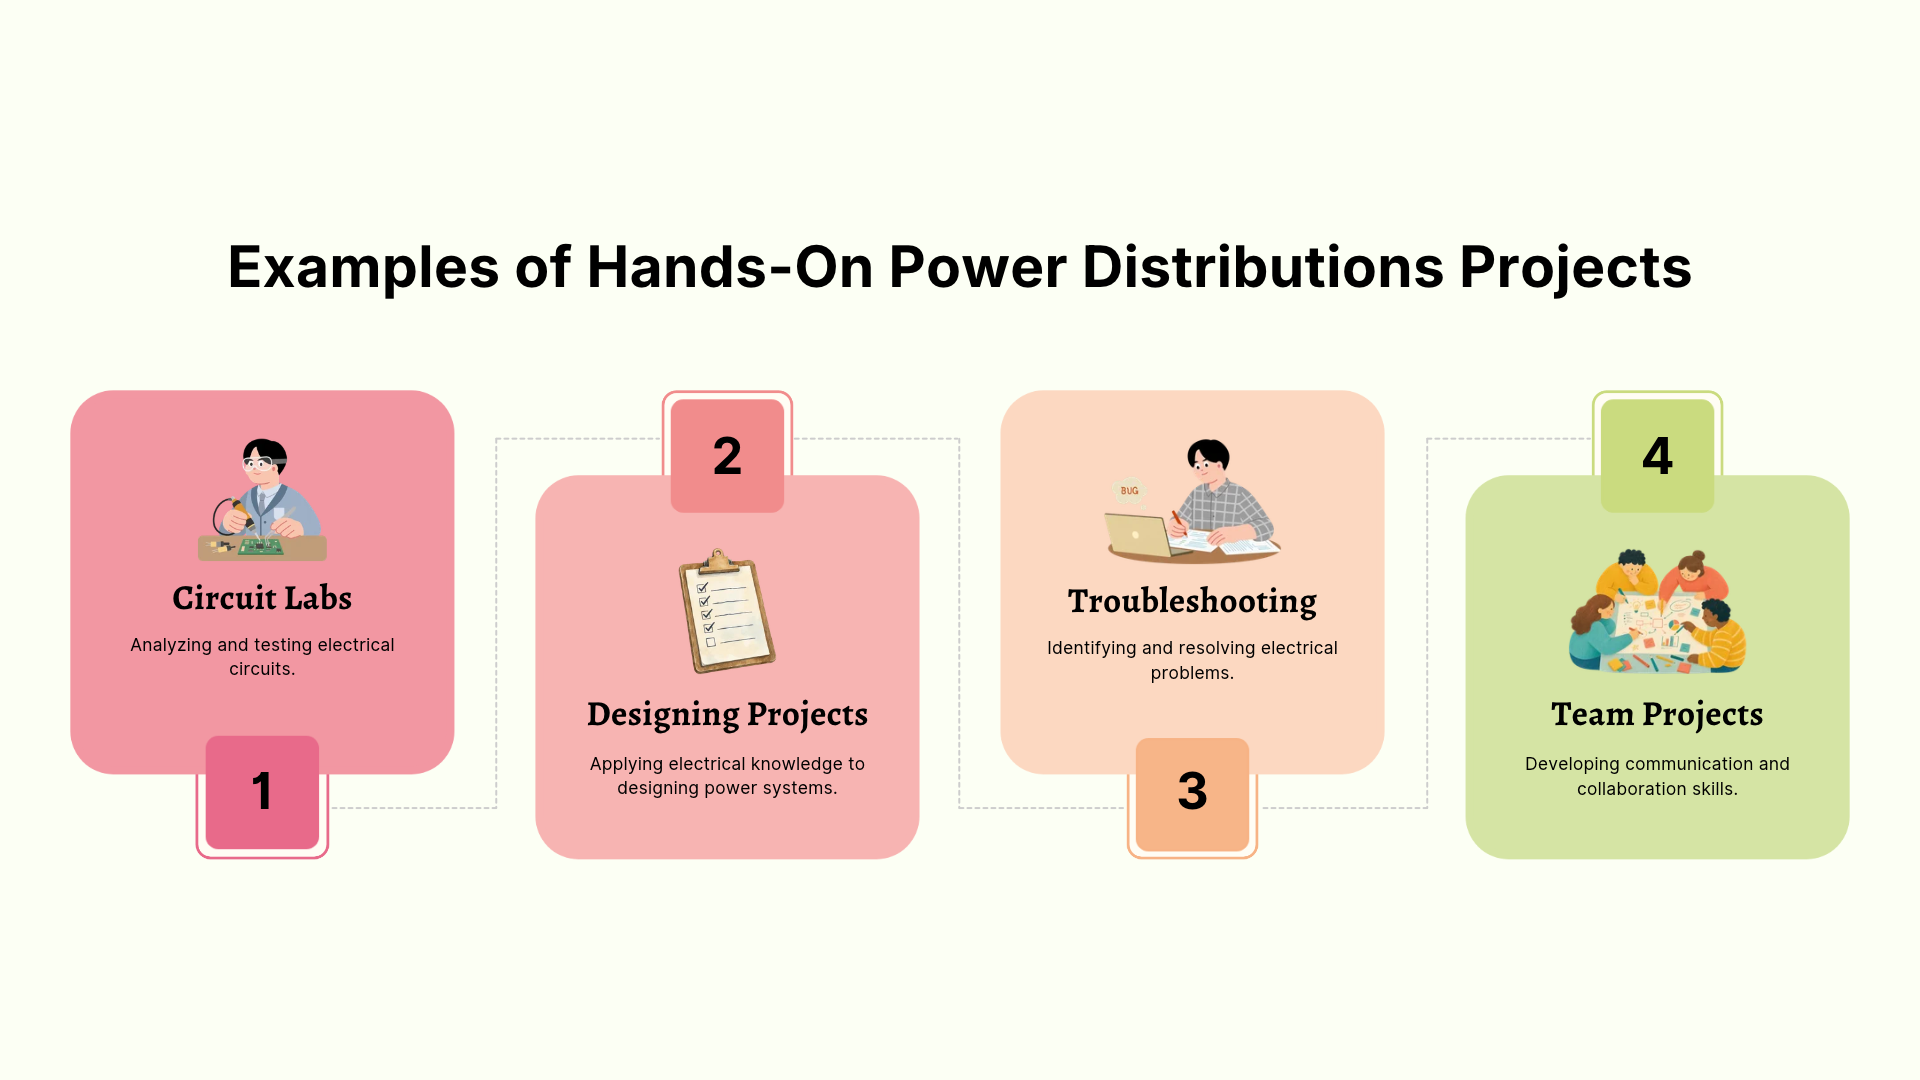 Examples of Hands-On Power Distributions Projects
Circuit Labs
Analyzing and testing electrical
circuits.
1
2
Designing Projects
Applying electrical knowledge to
designing power systems.
BUG
Troubleshooting
Identifying and resolving electrical
problems.
3
4
Team Projects
Developing communication and
collaboration skills.